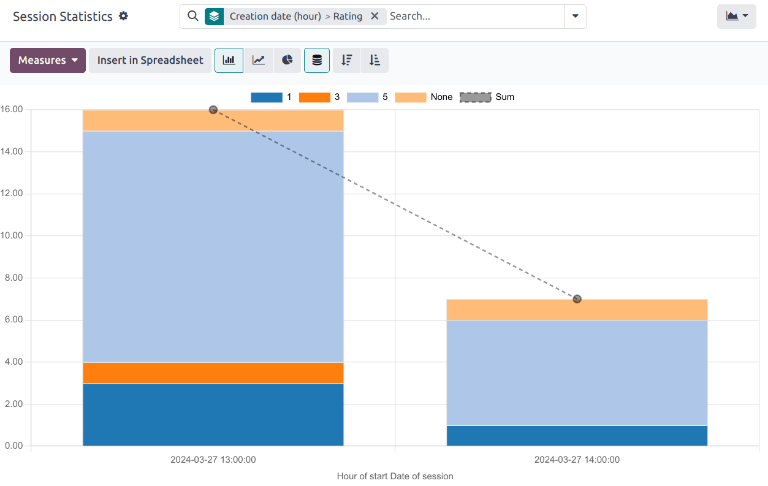 Session Statistics
Creation date (hour) > Rating
Search...
Measures
Insert in Spreadsheet
1 3 5 None Sum
16.00
14.00
12.00
10.00
8.00
6.00
4.00
2.00
0.00
2024-03-27 13:00:00 2024-03-27 14:00:00
Hour of start Date of session